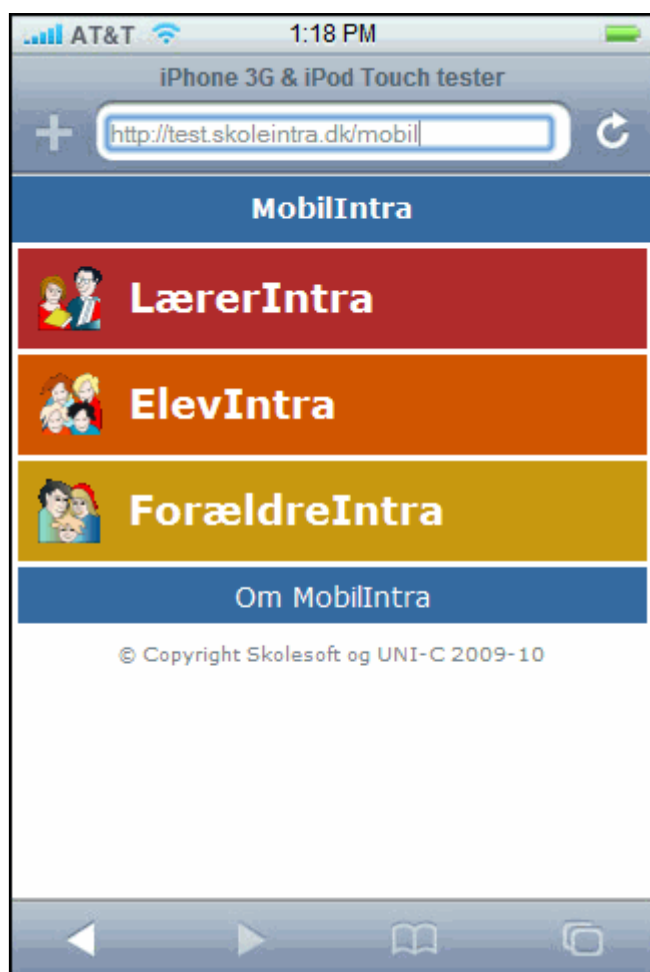 AT&T 1:18 PM
iPhone 3G & iPod Touch tester
http://test.skoleintra.dk/mobil
MobilIntra
LærerIntra
ElevIntra
ForældreIntra
Om MobilIntra
© Copyright Skolesoft og UNI-C 2009-10